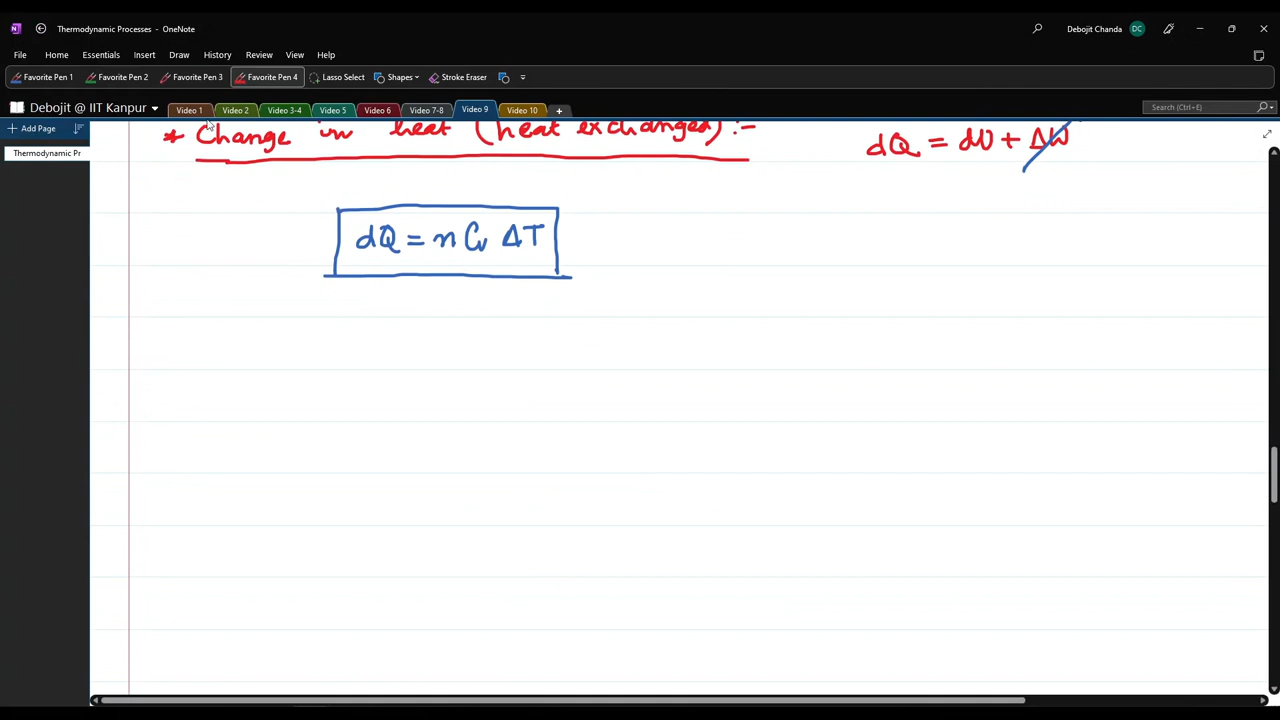 Thermodynamic Processes - OneNote
Debojit Chanda DC
File Home Essentials Insert Draw History Review View Help
Favorite Pen 1 Favorite Pen 2 Favorite Pen 3 Favorite Pen 4 Lasso Select Shapes Stroke Eraser
Debojit @ IIT Kanpur Video 1 Video 2 Video 3-4 Video 5 Video 6 Video 7-8 Video 9 Video 10 + Search (Ctrl+E)
+ Add Page
Thermodynamic Pr
* Change in heat (heat exchanged) :-
dQ = dU + ΔW
dQ = n Cv ΔT